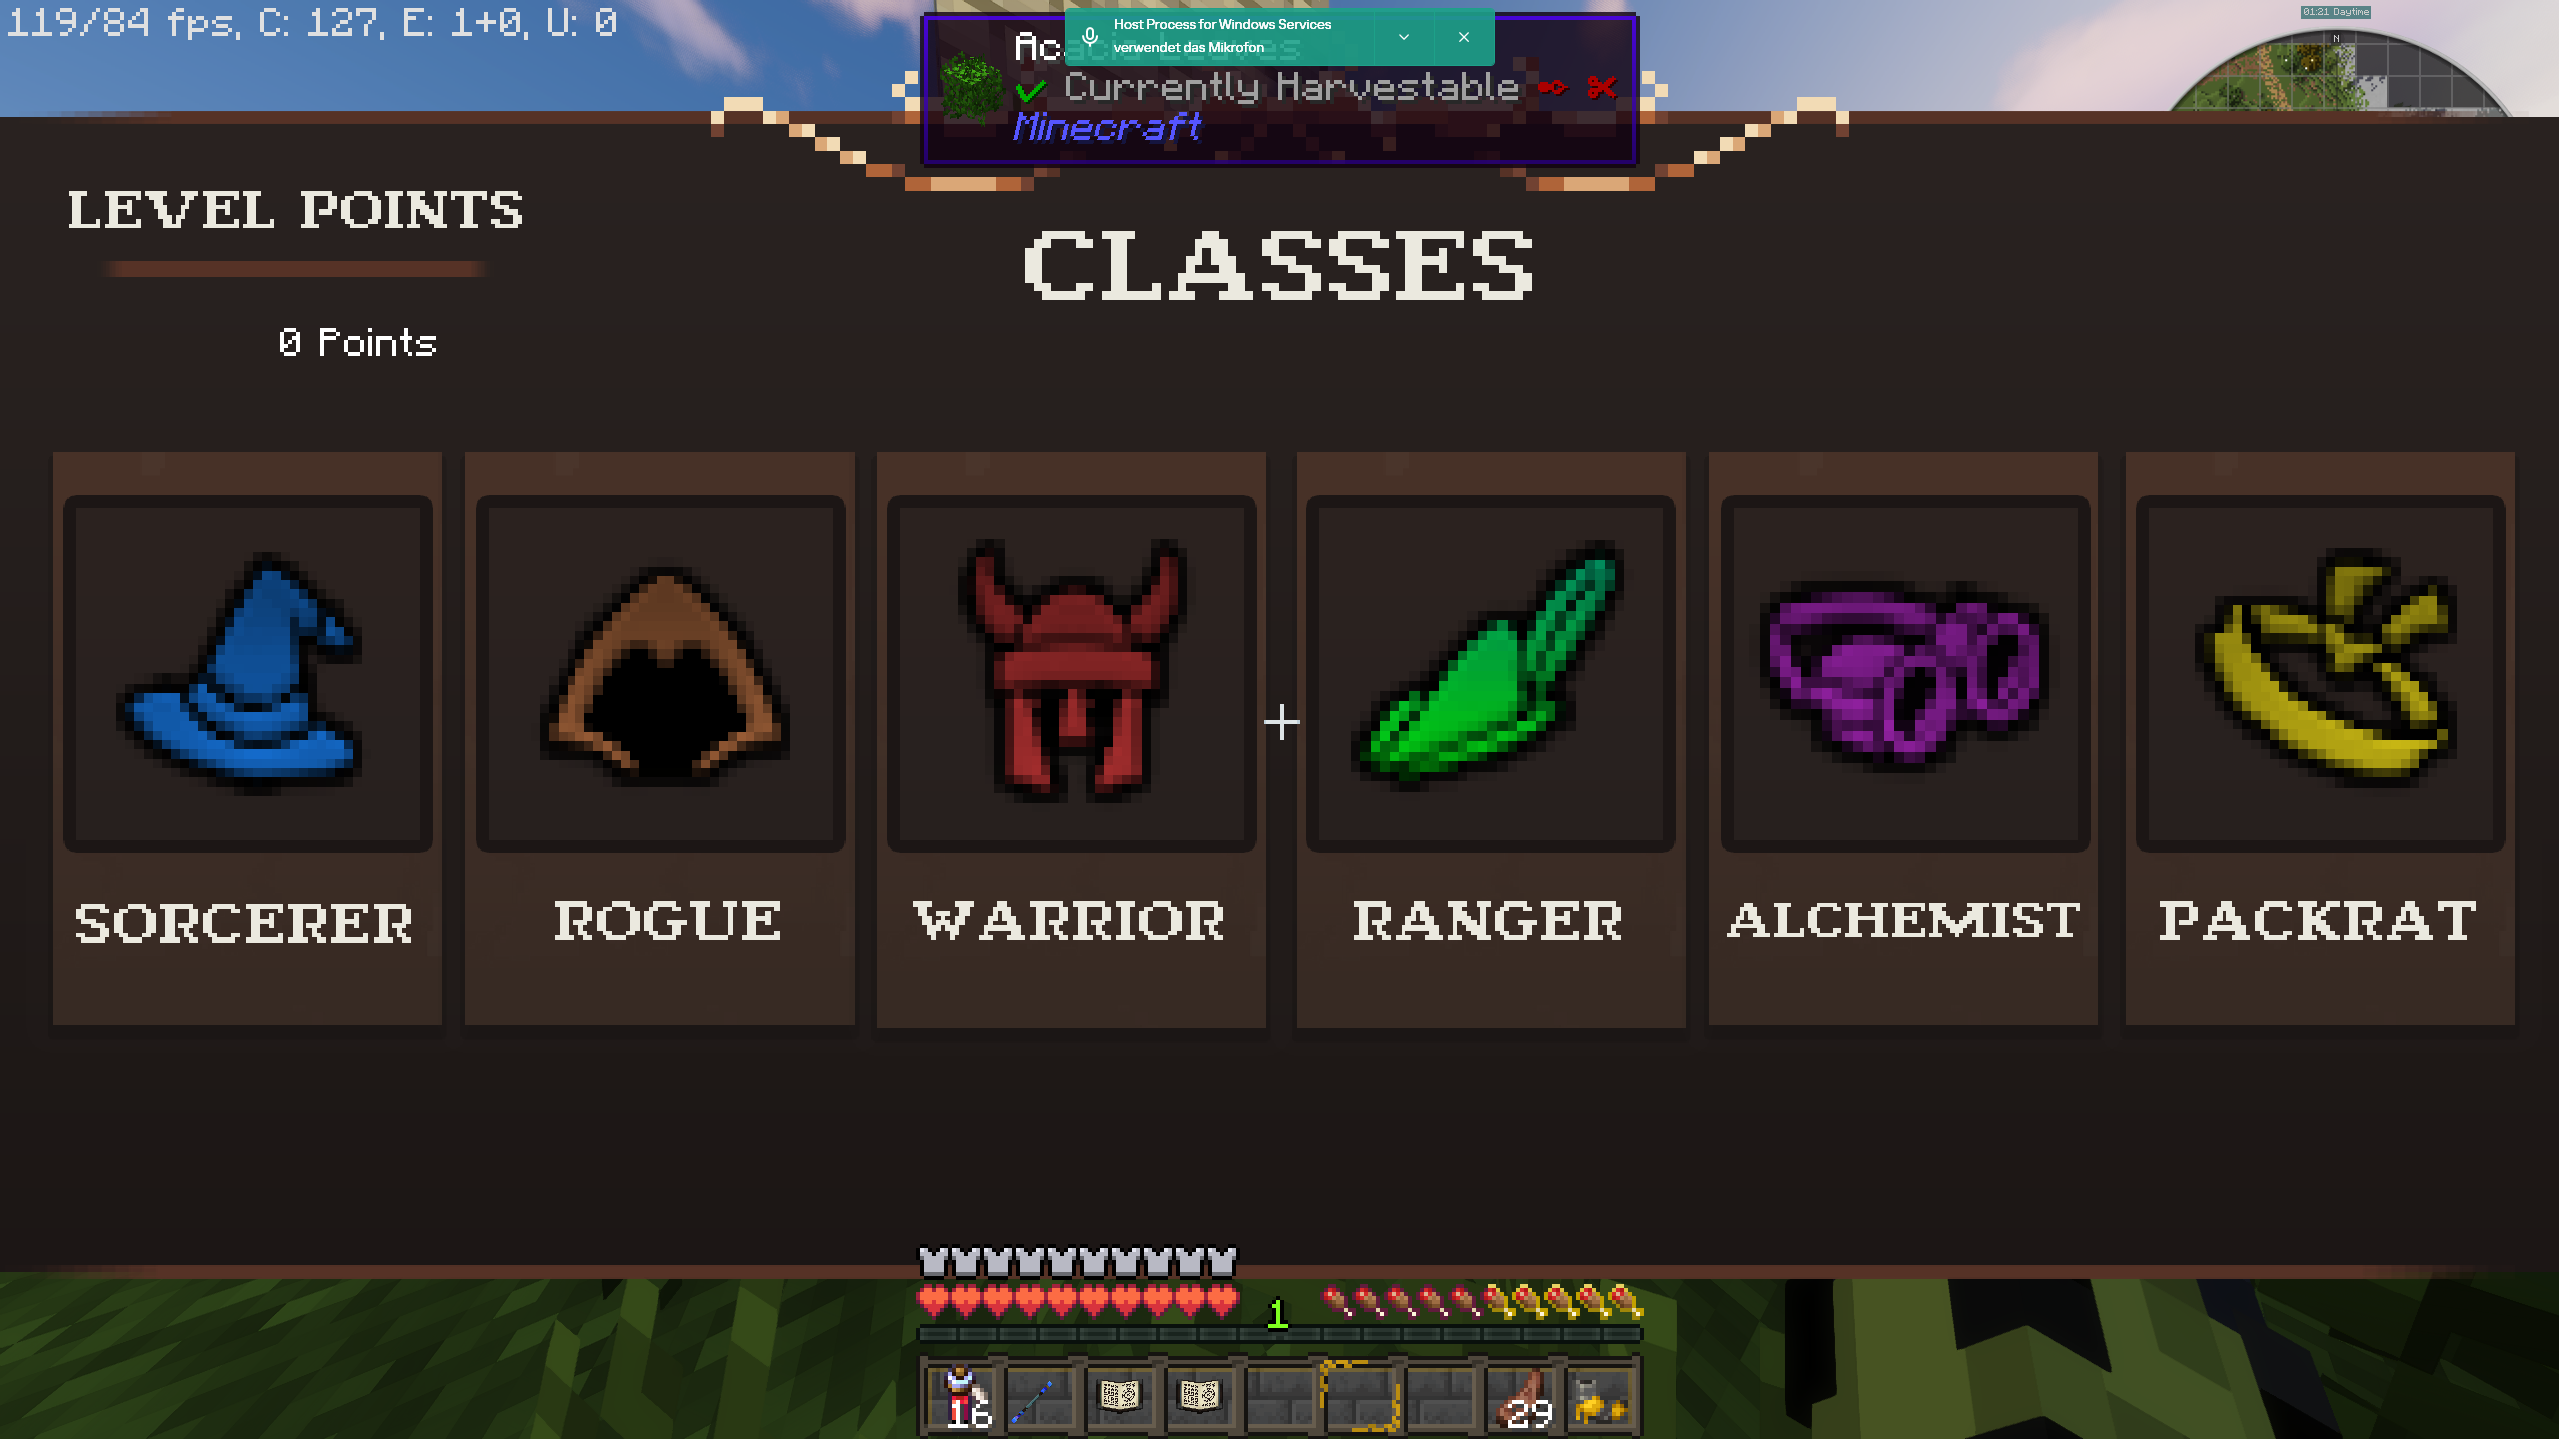 119/84 fps, C: 127, E: 1+0, U: 0
Host Process for Windows Services
verwendet das Mikrofon
01:21 Daytime
N
Currently Harvestable
Minecraft
LEVEL POINTS
0 Points
CLASSES
SORCERER
ROGUE
WARRIOR
RANGER
ALCHEMIST
PACKRAT
1
16
29